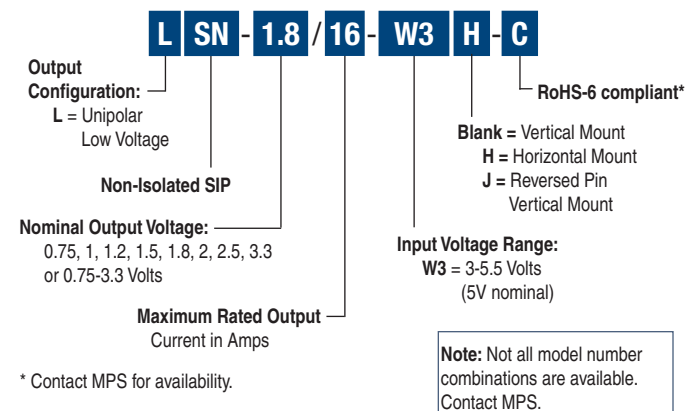 L SN - 1.8 / 16 - W3 H - C
Output
Configuration:
L = Unipolar
Low Voltage
Non-Isolated SIP
Nominal Output Voltage:
0.75, 1, 1.2, 1.5, 1.8, 2, 2.5, 3.3
or 0.75-3.3 Volts
Maximum Rated Output
Current in Amps
RoHS-6 compliant*
Blank = Vertical Mount
H = Horizontal Mount
J = Reversed Pin
Vertical Mount
Input Voltage Range:
W3 = 3-5.5 Volts
(5V nominal)
* Contact MPS for availability.
Note: Not all model number
combinations are available.
Contact MPS.